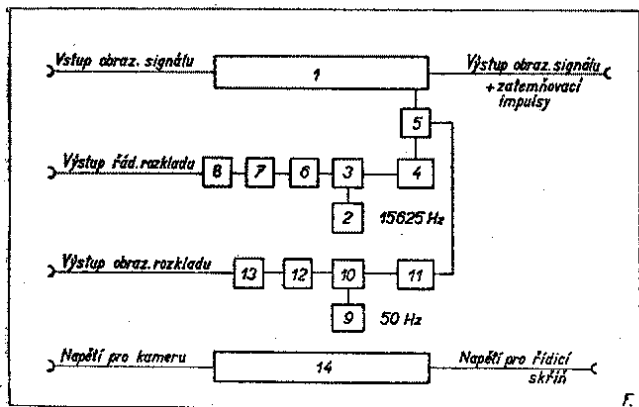 Vstup obraz. signálu
1
Výstup obraz. signálu
+ zatemňovací
impulsy
5
Výstup řád. rozkladu
8 7 6 3 4
2 15625 Hz
Výstup obraz. rozkladu
13 12 10 11
9 50 Hz
Napětí pro kameru
14
Napětí pro řídicí
skříň
F.